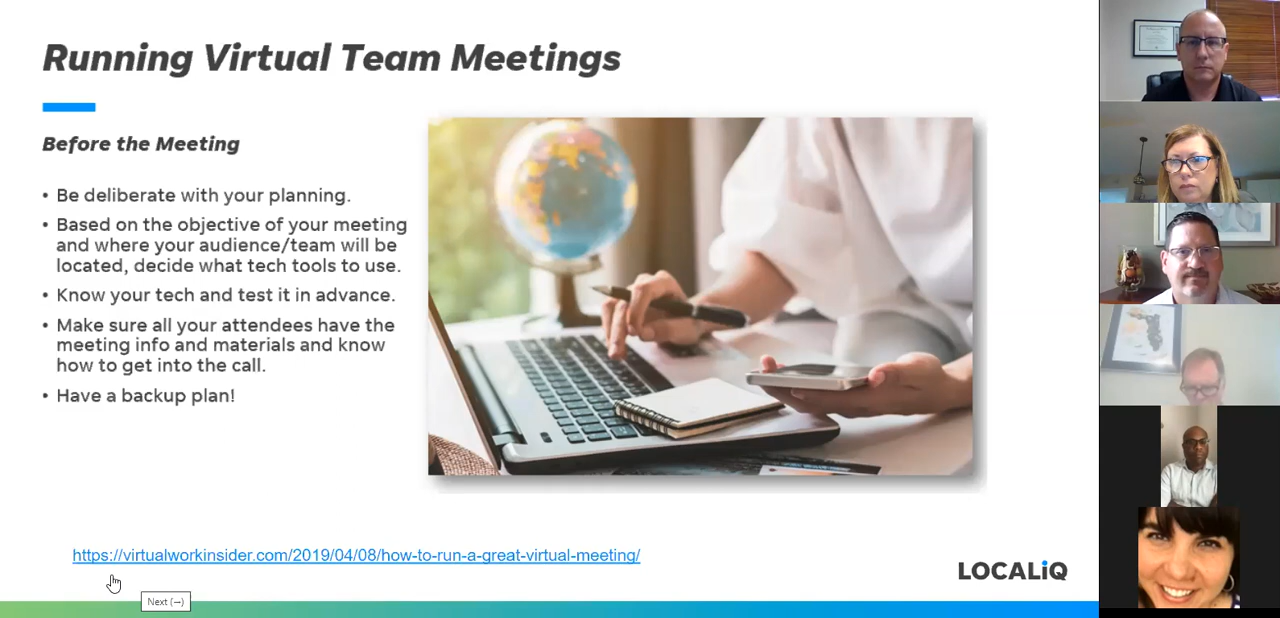 Running Virtual Team Meetings
Before the Meeting
• Be deliberate with your planning.
• Based on the objective of your meeting
and where your audience/team will be
located, decide what tech tools to use.
• Know your tech and test it in advance.
• Make sure all your attendees have the
meeting info and materials and know
how to get into the call.
• Have a backup plan!
https://virtualworkinsider.com/2019/04/08/how-to-run-a-great-virtual-meeting/
LOCALiQ
Next (→)